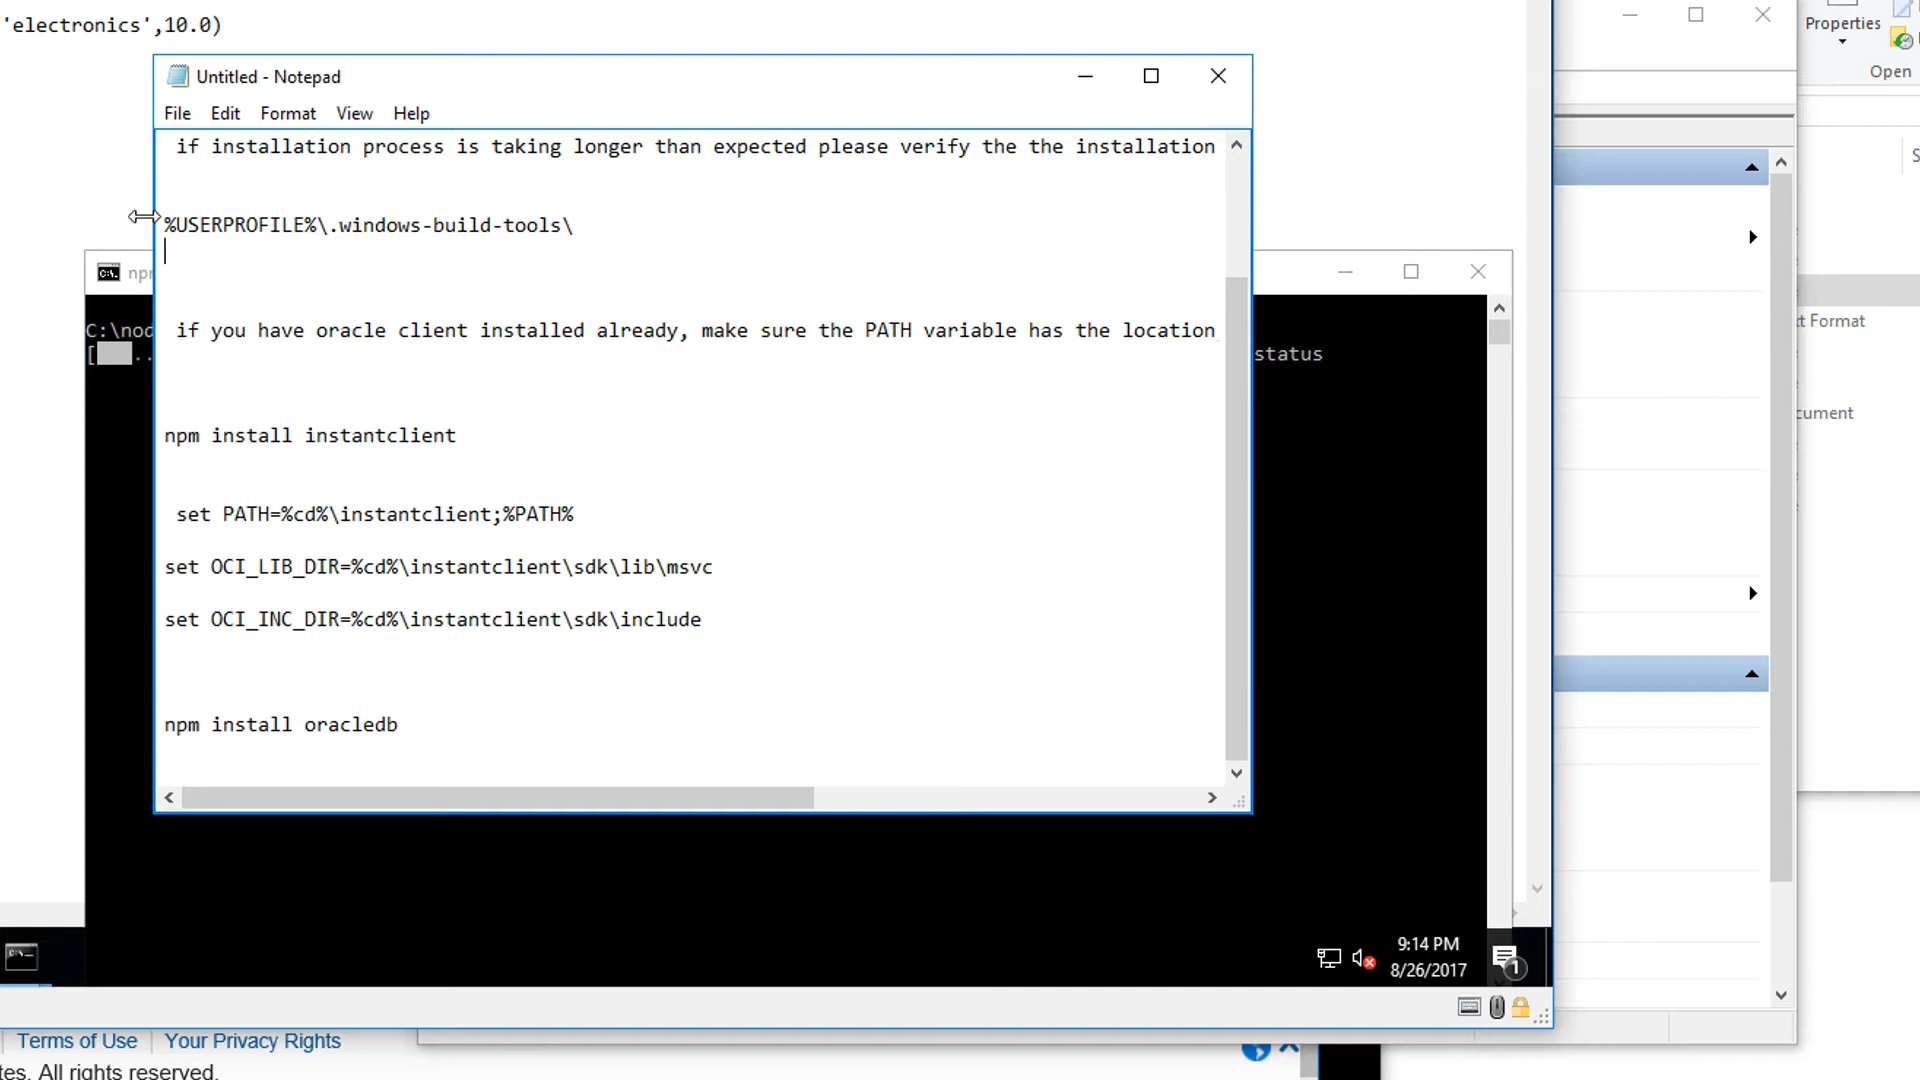 'electronics',10.0)
Properties
Open
Untitled - Notepad
File Edit Format View Help
if installation process is taking longer than expected please verify the the installation
%USERPROFILE%\.windows-build-tools\
C:\nod
status
if you have oracle client installed already, make sure the PATH variable has the location
t Format
cument
npm install instantclient
set PATH=%cd%\instantclient;%PATH%
set OCI_LIB_DIR=%cd%\instantclient\sdk\lib\msvc
set OCI_INC_DIR=%cd%\instantclient\sdk\include
npm install oracledb
9:14 PM
8/26/2017
1
Terms of Use Your Privacy Rights
tes. All rights reserved.